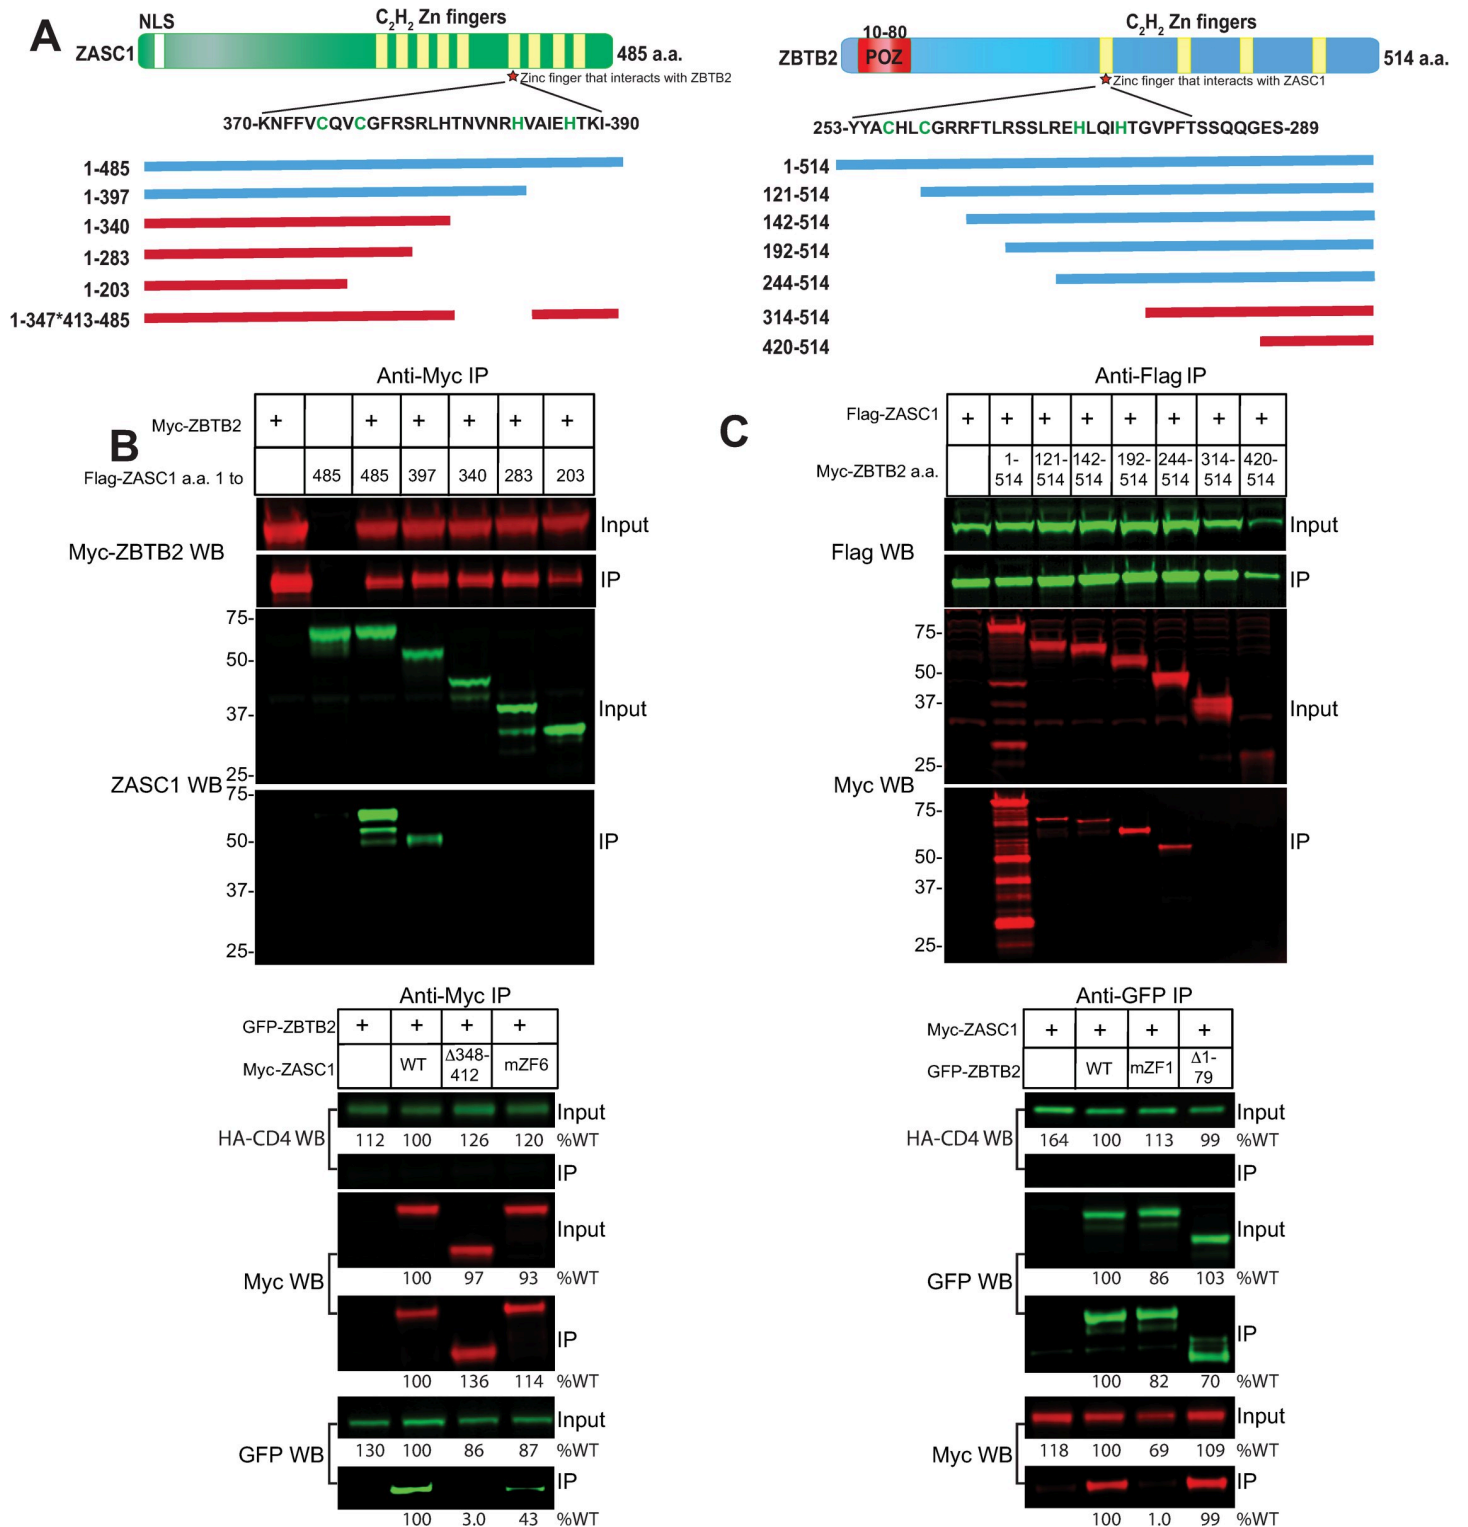 A
NLS
C2H2 Zn fingers
ZASC1
485 a.a.
Zinc finger that interacts with ZBTB2
370-KNFFVCQVCGFRSRLHTNVNRHVAIEHTKI-390
1-485
1-397
1-340
1-283
1-203
1-347*413-485
10-80
C2H2 Zn fingers
ZBTB2
POZ
514 a.a.
Zinc finger that interacts with ZASC1
253-YYACHLCGRRFTLRSSLREHLQIHTGVPFTSSQQGES-289
1-514
121-514
142-514
192-514
244-514
314-514
420-514
B
Anti-Myc IP
Myc-ZBTB2 + + + + + +
Flag-ZASC1 a.a. 1 to 485 485 397 340 283 203
Myc-ZBTB2 WB
Input
IP
ZASC1 WB
75-
50-
37-
25-
Input
75-
50-
37-
25-
IP
Anti-Myc IP
GFP-ZBTB2 + + + +
Myc-ZASC1 WT Δ348-412 mZF6
HA-CD4 WB
Input
112 100 126 120 %WT
IP
Myc WB
Input
100 97 93 %WT
IP
100 136 114 %WT
GFP WB
Input
130 100 86 87 %WT
IP
100 3.0 43 %WT
C
Anti-Flag IP
Flag-ZASC1 + + + + + + + +
Myc-ZBTB2 a.a. 1-514 121-514 142-514 192-514 244-514 314-514 420-514
Flag WB
Input
IP
Myc WB
75-
50-
37-
25-
Input
75-
50-
37-
25-
IP
Anti-GFP IP
Myc-ZASC1 + + + +
GFP-ZBTB2 WT mZF1 Δ1-79
HA-CD4 WB
Input
164 100 113 99 %WT
IP
GFP WB
Input
100 86 103 %WT
IP
100 82 70 %WT
Myc WB
Input
118 100 69 109 %WT
IP
100 1.0 99 %WT